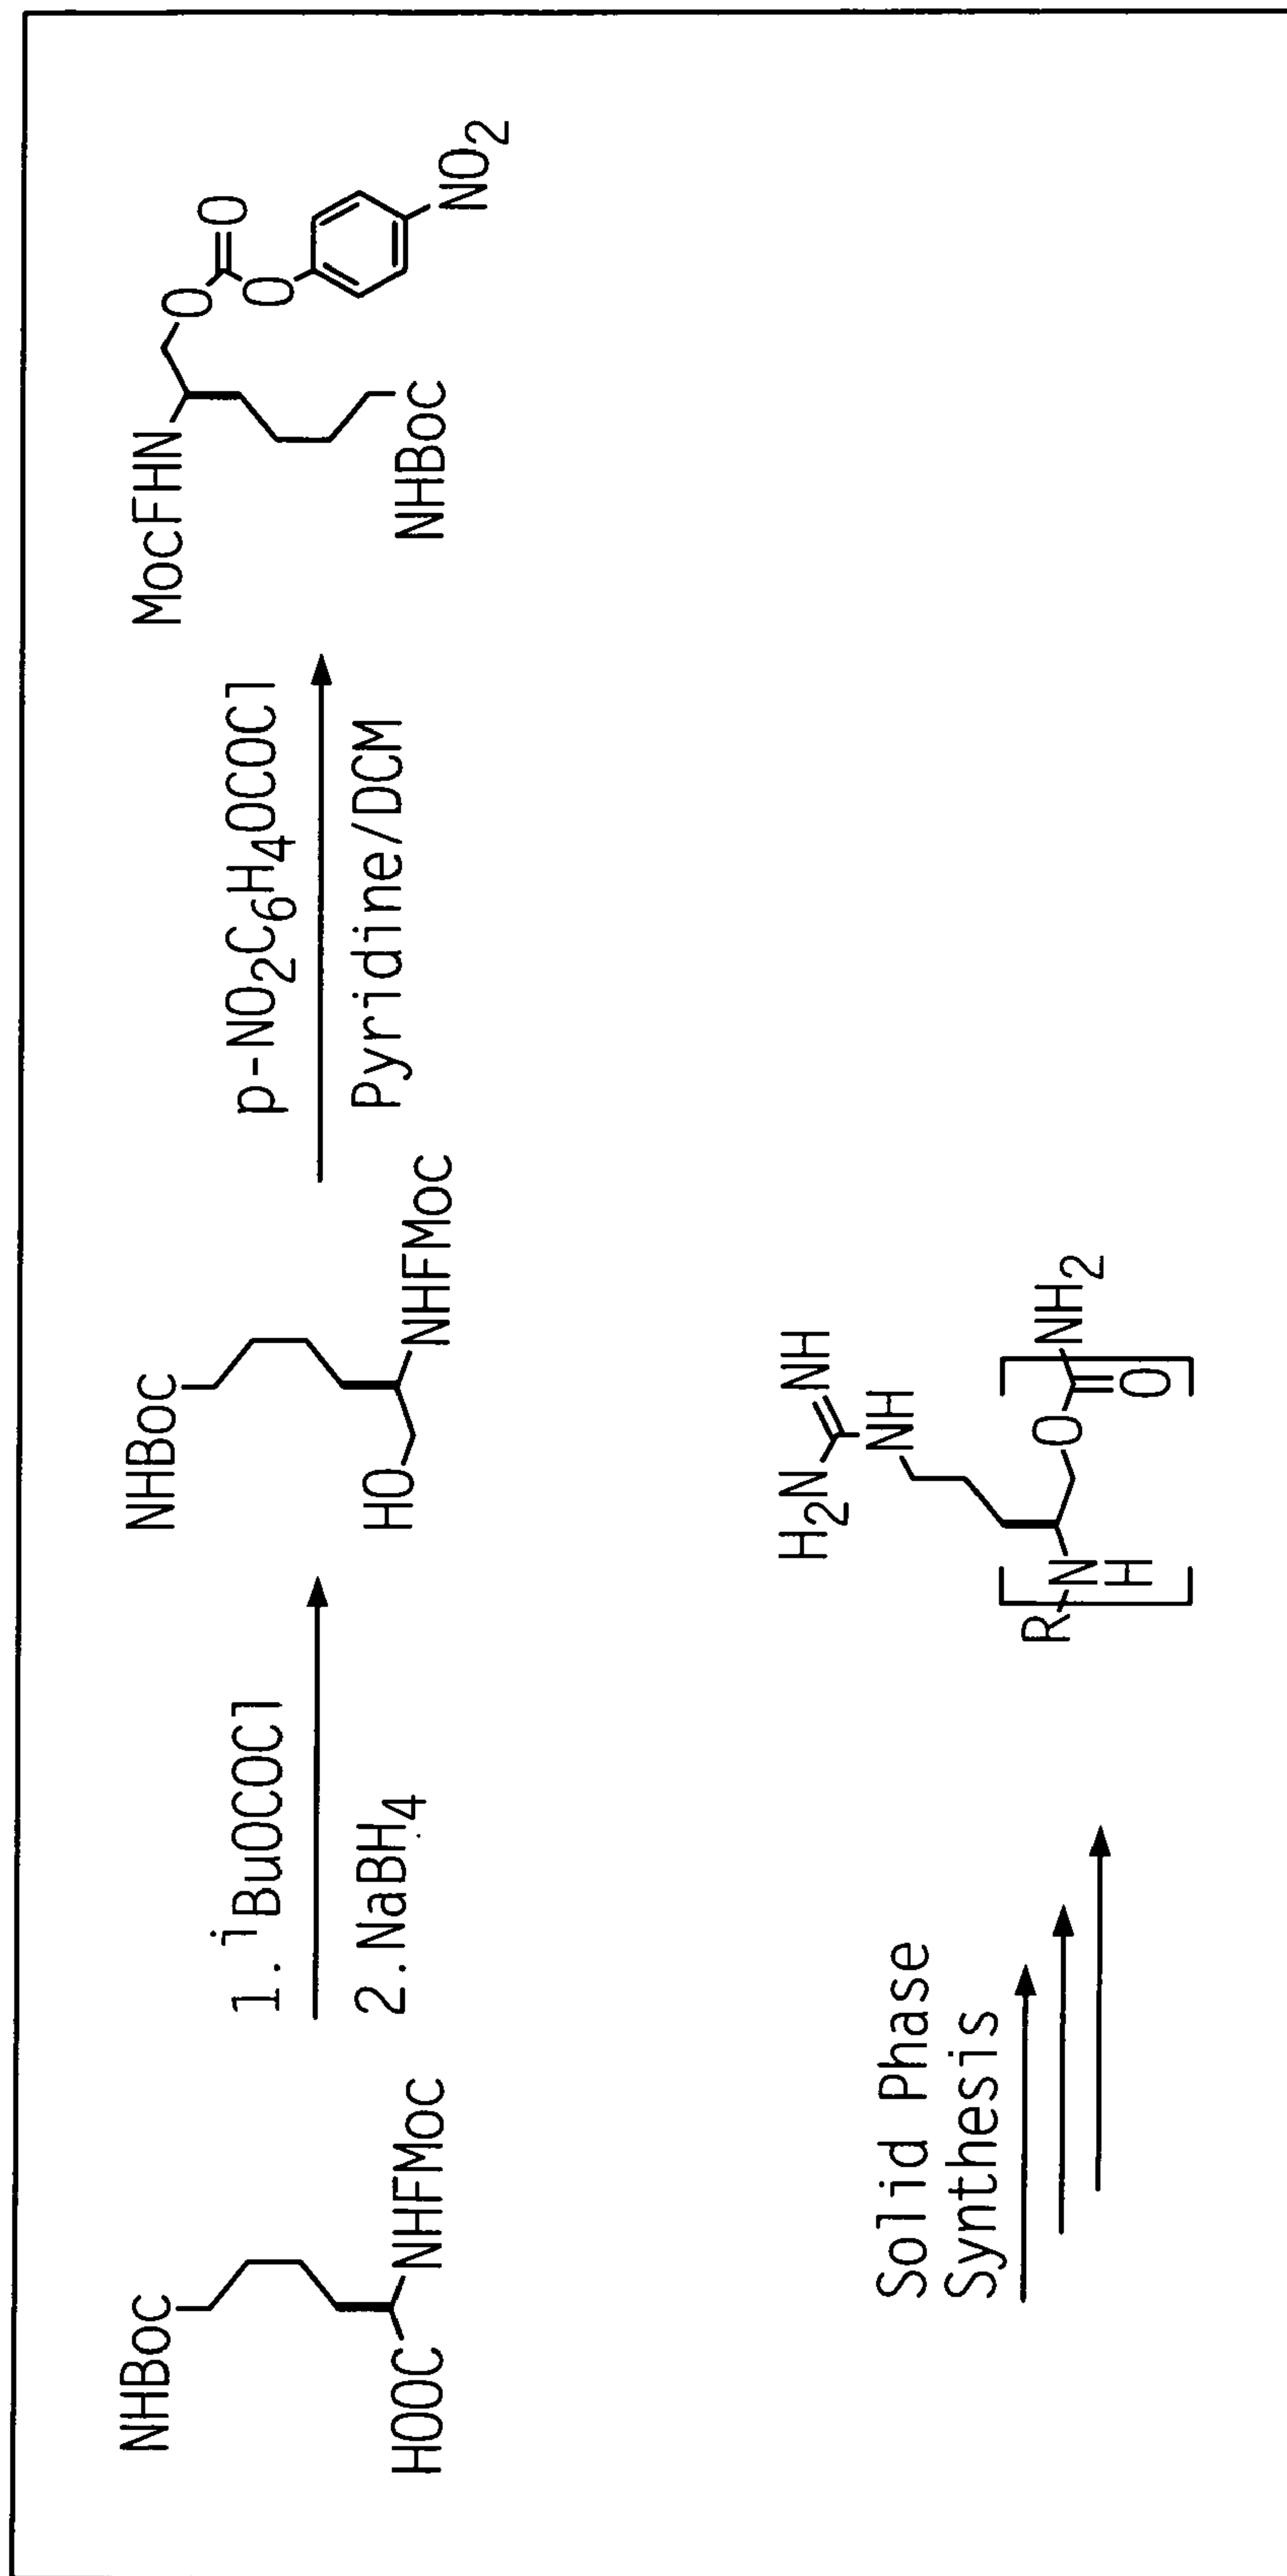 NHBoc
HOOC
NHFMoc
1. iBuOCOCl
2.NaBH4
NHBoc
HO
NHFMoc
p-NO2C6H4OCOCl
Pyridine/DCM
MocFHN
O
O
O
NO2
NHBoc
Solid Phase
Synthesis
H2N
NH
NH
R
N
H
O
O
NH2